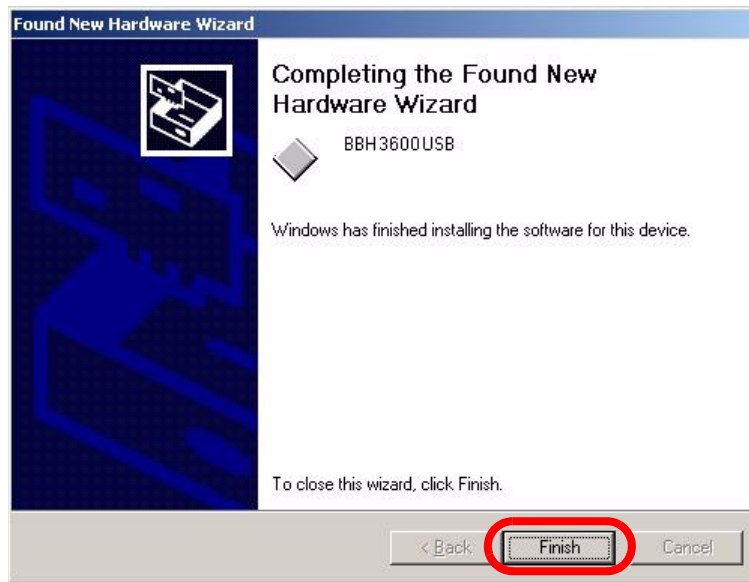 Found New Hardware Wizard
Completing the Found New
Hardware Wizard
BBH3600USB
Windows has finished installing the software for this device.
To close this wizard, click Finish.
< Back
Finish
Cancel